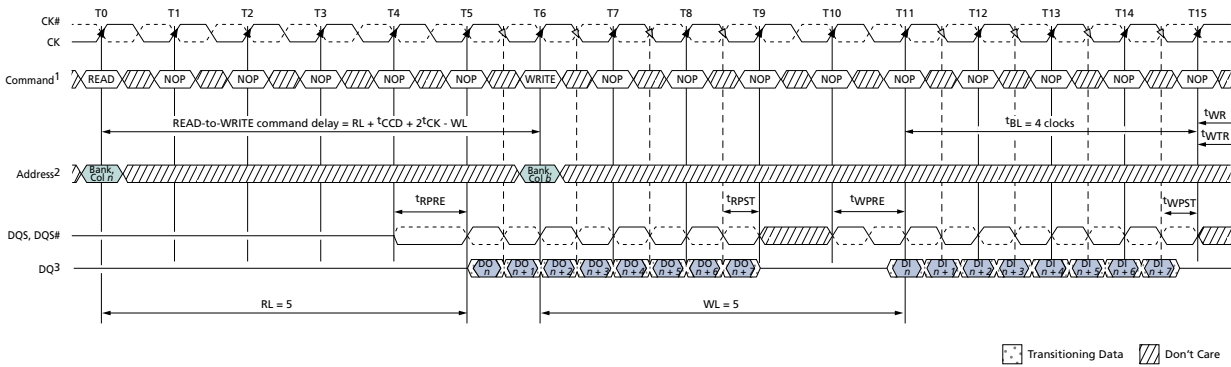 T0 T1 T2 T3 T4 T5 T6 T7 T8 T9 T10 T11 T12 T13 T14 T15
CK#
CK
Command1 READ NOP NOP NOP NOP NOP WRITE NOP NOP NOP NOP NOP NOP NOP NOP NOP
READ-to-WRITE command delay = RL + tCCD + 2tCK - WL
tBL = 4 clocks
tWR
tWTR
Address2 Bank, Col n Bank, Col b
tRPRE tRPST tWPRE tWPST
DQS, DQS#
DQ3 DO n DO n + 1 DO n + 2 DO n + 3 DO n + 4 DO n + 5 DO n + 6 DO n + 7 DI n DI n + 1 DI n + 2 DI n + 3 DI n + 4 DI n + 5 DI n + 6 DI n + 7
RL = 5 WL = 5
Transitioning Data Don't Care